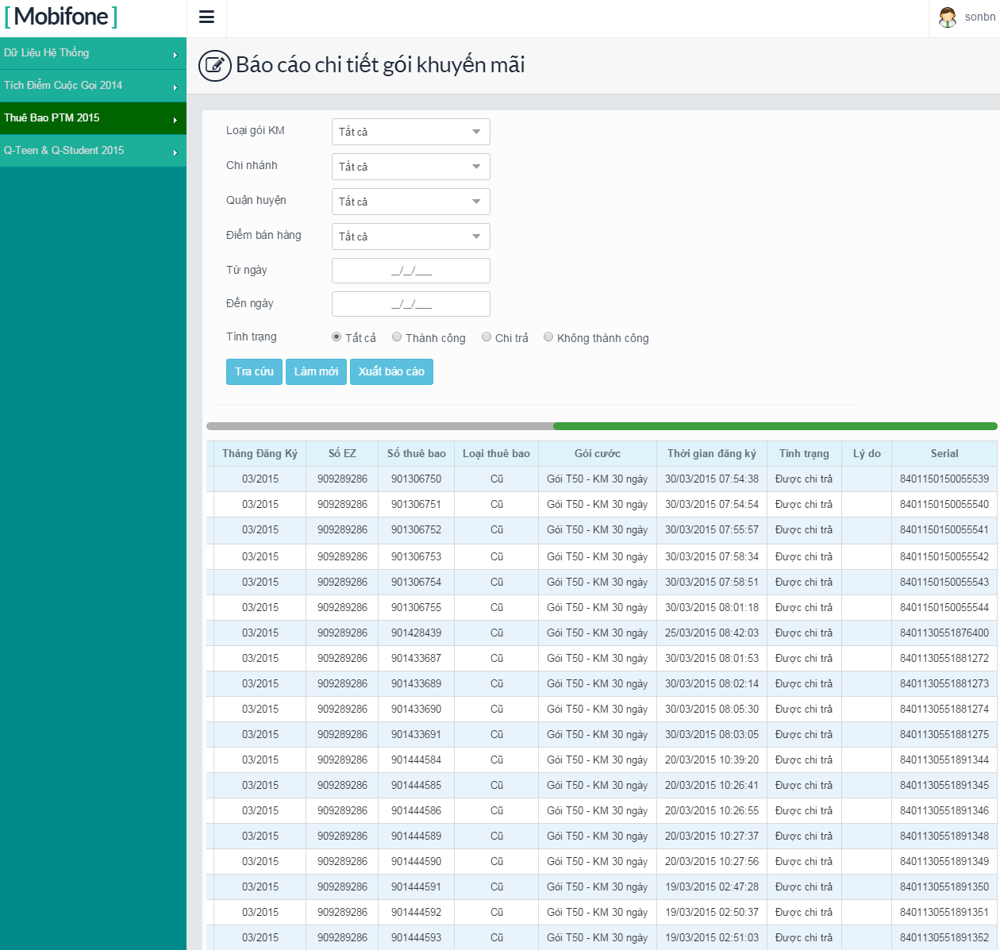 [ Mobifone ]
sonbn
Dữ Liệu Hệ Thống
Tích Điểm Cuộc Gọi 2014
Thuê Bao PTM 2015
Q-Teen & Q-Student 2015
Báo cáo chi tiết gói khuyến mãi
Loại gói KM Tất cả
Chi nhánh Tất cả
Quận huyện Tất cả
Điểm bán hàng Tất cả
Từ ngày __/__/____
Đến ngày __/__/____
Tình trạng Tất cả Thành công Chi trả Không thành công
Tra cứu Làm mới Xuất báo cáo
Tháng Đăng Ký Số EZ Số thuê bao Loại thuê bao Gói cước Thời gian đăng ký Tình trạng Lý do Serial
03/2015 909289286 901306750 Cũ Gói T50 - KM 30 ngày 30/03/2015 07:54:38 Được chi trả 8401150150055539
03/2015 909289286 901306751 Cũ Gói T50 - KM 30 ngày 30/03/2015 07:54:54 Được chi trả 8401150150055540
03/2015 909289286 901306752 Cũ Gói T50 - KM 30 ngày 30/03/2015 07:55:57 Được chi trả 8401150150055541
03/2015 909289286 901306753 Cũ Gói T50 - KM 30 ngày 30/03/2015 07:58:34 Được chi trả 8401150150055542
03/2015 909289286 901306754 Cũ Gói T50 - KM 30 ngày 30/03/2015 07:58:51 Được chi trả 8401150150055543
03/2015 909289286 901306755 Cũ Gói T50 - KM 30 ngày 30/03/2015 08:01:18 Được chi trả 8401150150055544
03/2015 909289286 901428439 Cũ Gói T50 - KM 30 ngày 25/03/2015 08:42:03 Được chi trả 8401130551876400
03/2015 909289286 901433687 Cũ Gói T50 - KM 30 ngày 30/03/2015 08:01:53 Được chi trả 8401130551881272
03/2015 909289286 901433689 Cũ Gói T50 - KM 30 ngày 30/03/2015 08:02:14 Được chi trả 8401130551881273
03/2015 909289286 901433690 Cũ Gói T50 - KM 30 ngày 30/03/2015 08:05:30 Được chi trả 8401130551881274
03/2015 909289286 901433691 Cũ Gói T50 - KM 30 ngày 30/03/2015 08:03:05 Được chi trả 8401130551881275
03/2015 909289286 901444584 Cũ Gói T50 - KM 30 ngày 20/03/2015 10:39:20 Được chi trả 8401130551891344
03/2015 909289286 901444585 Cũ Gói T50 - KM 30 ngày 20/03/2015 10:26:41 Được chi trả 8401130551891345
03/2015 909289286 901444586 Cũ Gói T50 - KM 30 ngày 20/03/2015 10:26:55 Được chi trả 8401130551891346
03/2015 909289286 901444589 Cũ Gói T50 - KM 30 ngày 20/03/2015 10:27:37 Được chi trả 8401130551891348
03/2015 909289286 901444590 Cũ Gói T50 - KM 30 ngày 20/03/2015 10:27:56 Được chi trả 8401130551891349
03/2015 909289286 901444591 Cũ Gói T50 - KM 30 ngày 19/03/2015 02:47:28 Được chi trả 8401130551891350
03/2015 909289286 901444592 Cũ Gói T50 - KM 30 ngày 19/03/2015 02:50:37 Được chi trả 8401130551891351
03/2015 909289286 901444593 Cũ Gói T50 - KM 30 ngày 19/03/2015 02:51:03 Được chi trả 8401130551891352